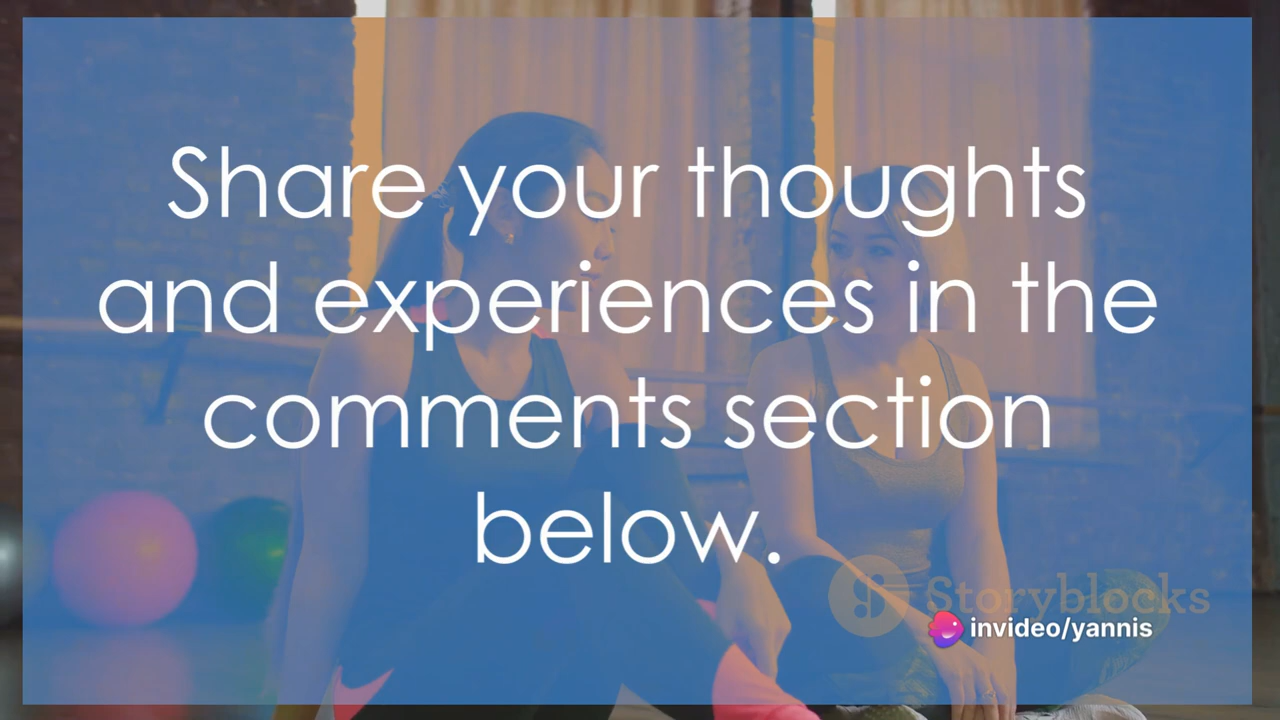 Share your thoughts
and experiences in the
comments section
below.
Storyblocks
invideo/yannis